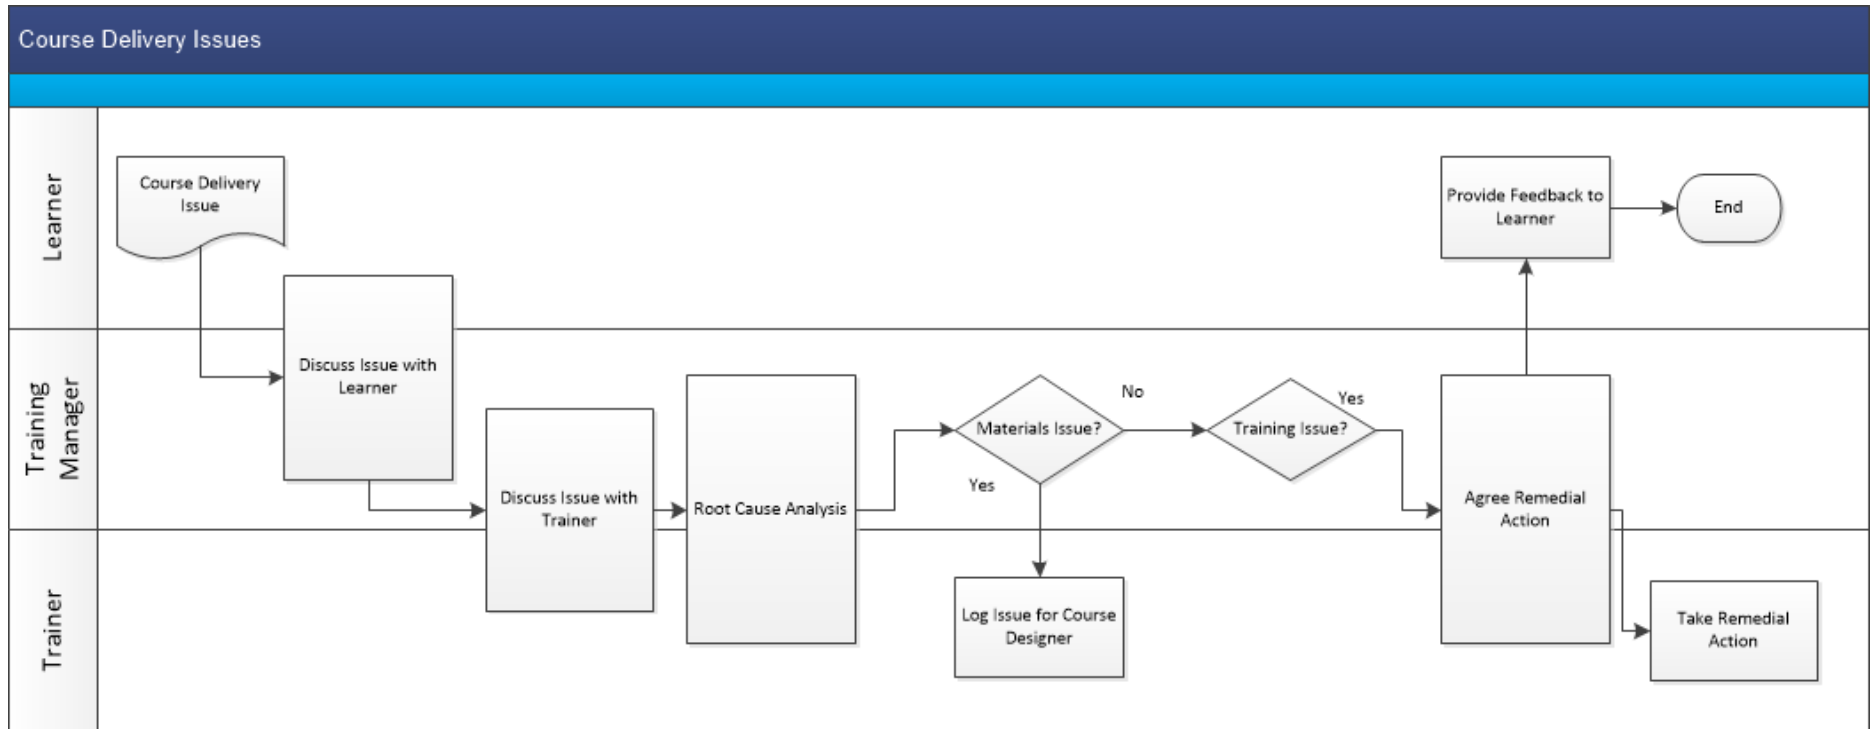 Course Delivery Issues
Learner
Course Delivery
Issue
Provide Feedback to
Learner
End
Training
Manager
Discuss Issue with
Learner
Discuss Issue with
Trainer
Root Cause Analysis
Materials Issue?
No
Yes
Training Issue?
Yes
Agree Remedial
Action
Trainer
Log Issue for Course
Designer
Take Remedial
Action